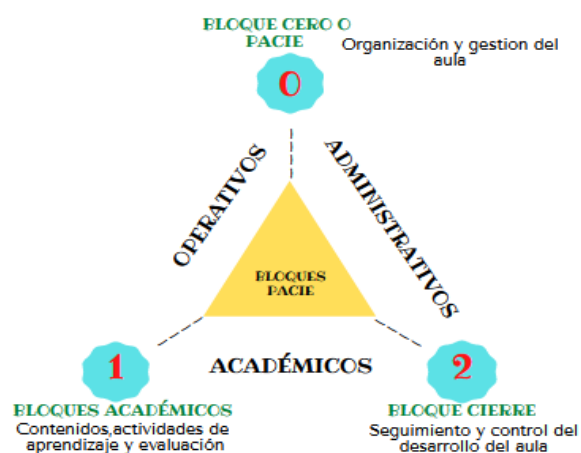 BLOQUE CERO O
PACIE
Organización y gestion del
aula
0
OPERATIVOS
ADMINISTRATIVOS
BLOQUES
PACIE
ACADÉMICOS
1
BLOQUES ACADÉMICOS
Contenidos,actividades de
aprendizaje y evaluación
2
BLOQUE CIERRE
Seguimiento y control del
desarrollo del aula